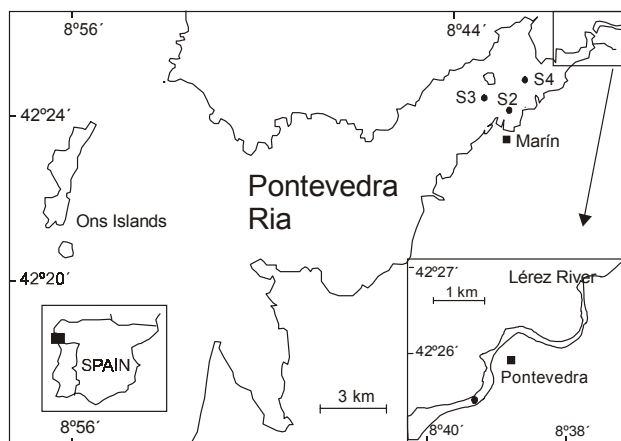 8º56´
8º44´
S4
S3
S2
42º24´
Marín
Pontevedra
Ria
Ons Islands
42º20´
42º27´
Lérez River
1 km
42º26´
SPAIN
Pontevedra
3 km
8º56´
8º40´
8º38´